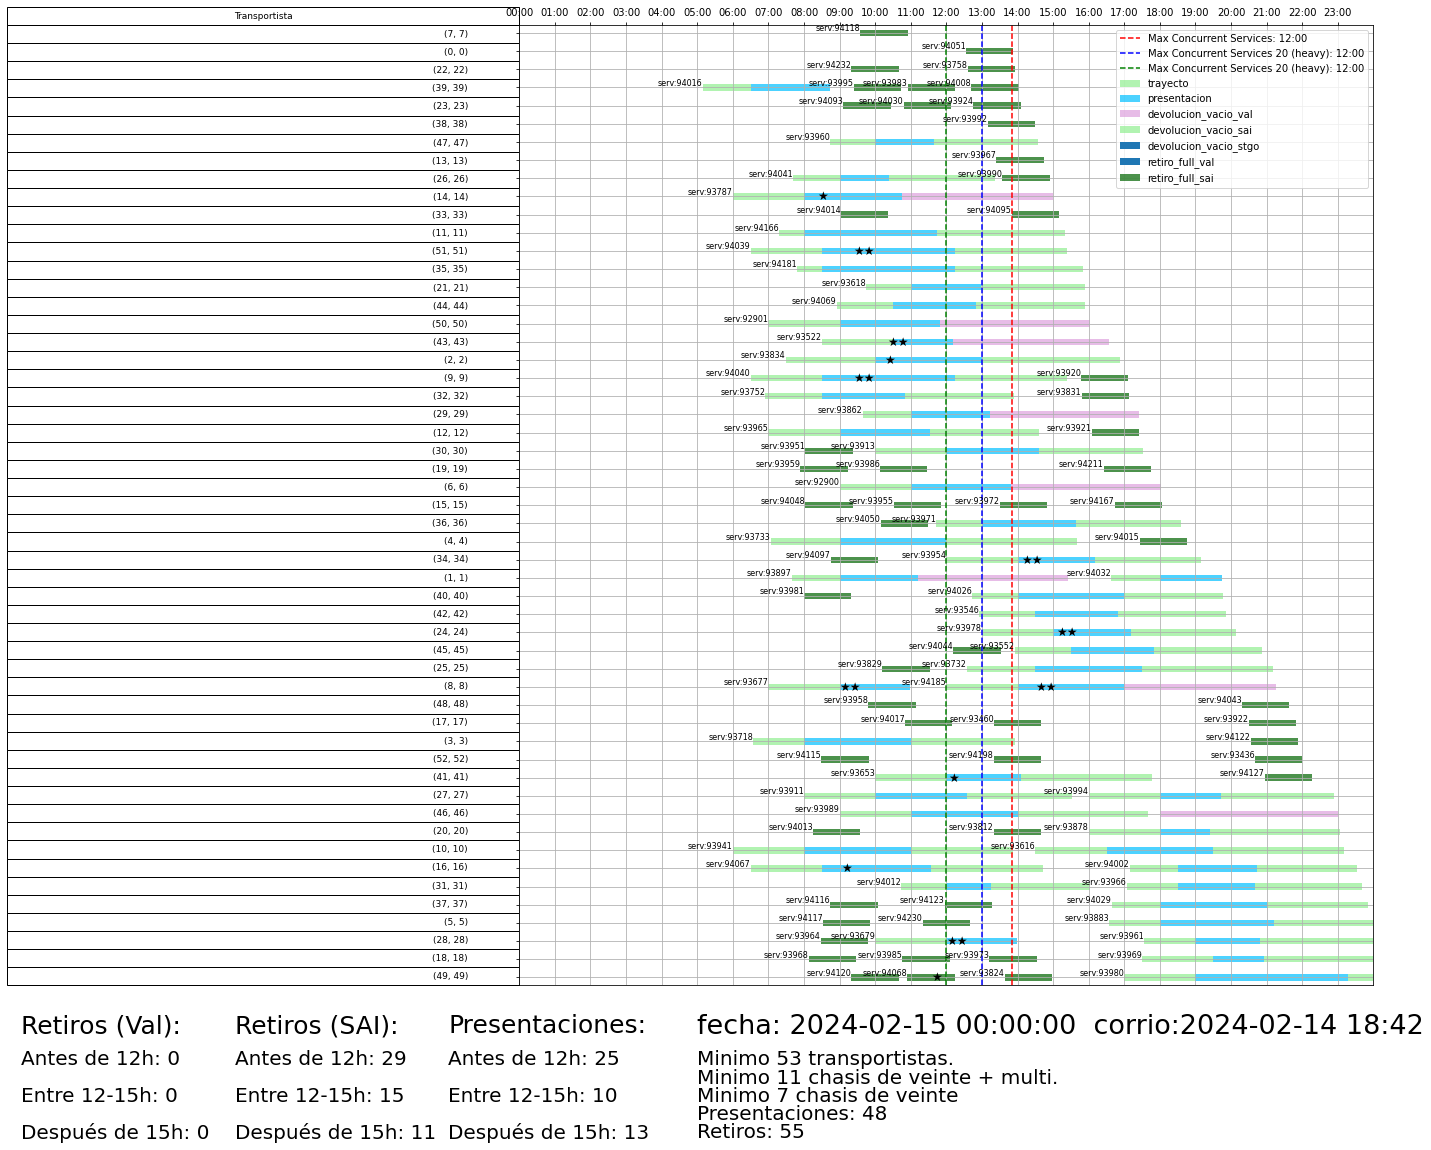 Transportista
00:00 01:00 02:00 03:00 04:00 05:00 06:00 07:00 08:00 09:00 10:00 11:00 12:00 13:00 14:00 15:00 16:00 17:00 18:00 19:00 20:00 21:00 22:00 23:00
Max Concurrent Services: 12:00
Max Concurrent Services 20 (heavy): 12:00
Max Concurrent Services 20 (heavy): 12:00
trayecto
presentacion
devolucion_vacio_val
devolucion_vacio_sai
devolucion_vacio_stgo
retiro_full_val
retiro_full_sai
(7, 7) serv:94118
(0, 0) serv:94051
(22, 22) serv:94232 serv:93758
(39, 39) serv:94016 serv:93995 serv:93983 serv:94008
(23, 23) serv:94093 serv:94030 serv:93924
(38, 38) serv:93992
(47, 47) serv:93960
(13, 13) serv:93967
(26, 26) serv:94041 serv:93990
(14, 14) serv:93787
(33, 33) serv:94014 serv:94095
(11, 11) serv:94166
(51, 51) serv:94039
(35, 35) serv:94181
(21, 21) serv:93618
(44, 44) serv:94069
(50, 50) serv:92901
(43, 43) serv:93522
(2, 2) serv:93834
(9, 9) serv:94040 serv:93920
(32, 32) serv:93752 serv:93831
(29, 29) serv:93862
(12, 12) serv:93965 serv:93921
(30, 30) serv:93951 serv:93913
(19, 19) serv:93959 serv:93986 serv:94211
(6, 6) serv:92900
(15, 15) serv:94048 serv:93955 serv:93972 serv:94167
(36, 36) serv:94050 serv:93971
(4, 4) serv:93733 serv:94015
(34, 34) serv:94097 serv:93954
(1, 1) serv:93897 serv:94032
(40, 40) serv:93981 serv:94026
(42, 42) serv:93546
(24, 24) serv:93978
(45, 45) serv:94044 serv:93552
(25, 25) serv:93829 serv:93732
(8, 8) serv:93677 serv:94185
(48, 48) serv:93958 serv:94043
(17, 17) serv:94017 serv:93460 serv:93922
(3, 3) serv:93718 serv:94122
(52, 52) serv:94115 serv:94198 serv:93436
(41, 41) serv:93653 serv:94127
(27, 27) serv:93911 serv:93994
(46, 46) serv:93989
(20, 20) serv:94013 serv:93812 serv:93878
(10, 10) serv:93941 serv:93616
(16, 16) serv:94067 serv:94002
(31, 31) serv:94012 serv:93966
(37, 37) serv:94116 serv:94123 serv:94029
(5, 5) serv:94117 serv:94230 serv:93883
(28, 28) serv:93964 serv:93679 serv:93961
(18, 18) serv:93968 serv:93985 serv:93973 serv:93969
(49, 49) serv:94120 serv:94068 serv:93824 serv:93980
Retiros (Val):
Antes de 12h: 0
Entre 12-15h: 0
Después de 15h: 0
Retiros (SAI):
Antes de 12h: 29
Entre 12-15h: 15
Después de 15h: 11
Presentaciones:
Antes de 12h: 25
Entre 12-15h: 10
Después de 15h: 13
fecha: 2024-02-15 00:00:00  corrio:2024-02-14 18:42
Minimo 53 transportistas.
Minimo 11 chasis de veinte + multi.
Minimo 7 chasis de veinte
Presentaciones: 48
Retiros: 55